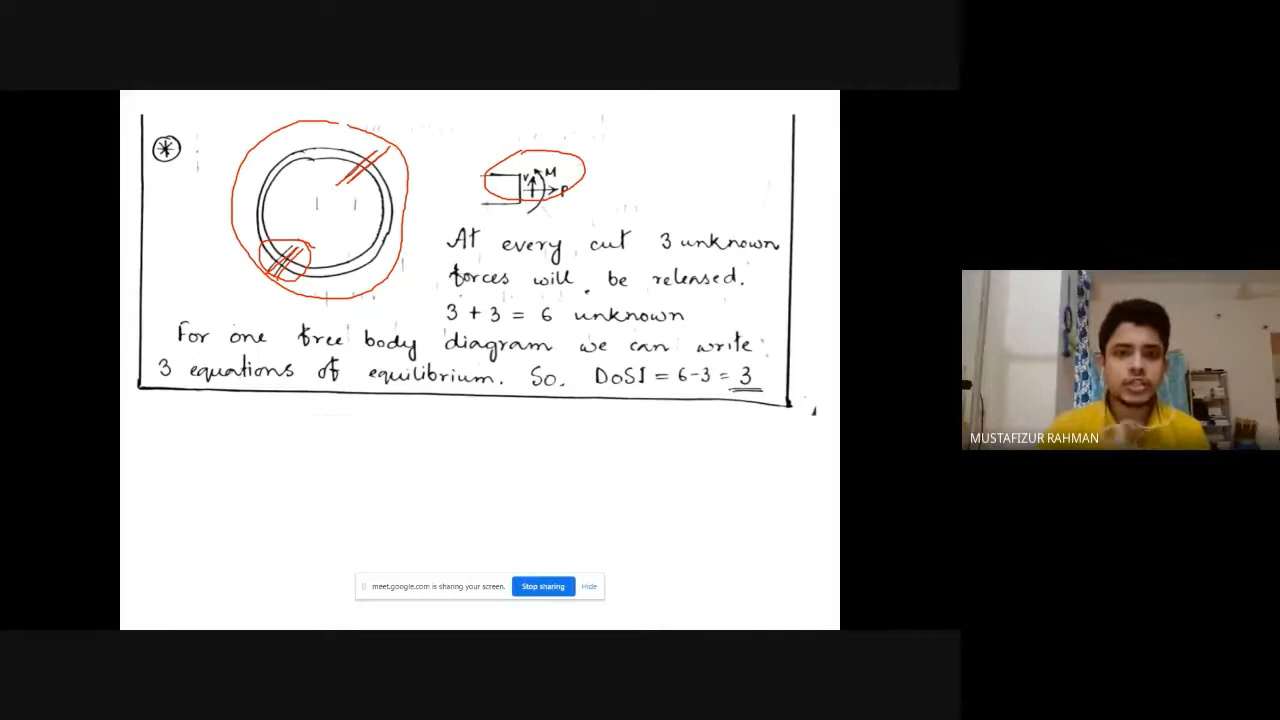 V M
P
At every cut 3 unknown
forces will be released.
3 + 3 = 6 unknown
For one free body diagram we can write
3 equations of equilibrium. So. DoSI = 6-3 = 3
MUSTAFIZUR RAHMAN
meet.google.com is sharing your screen. Stop sharing Hide